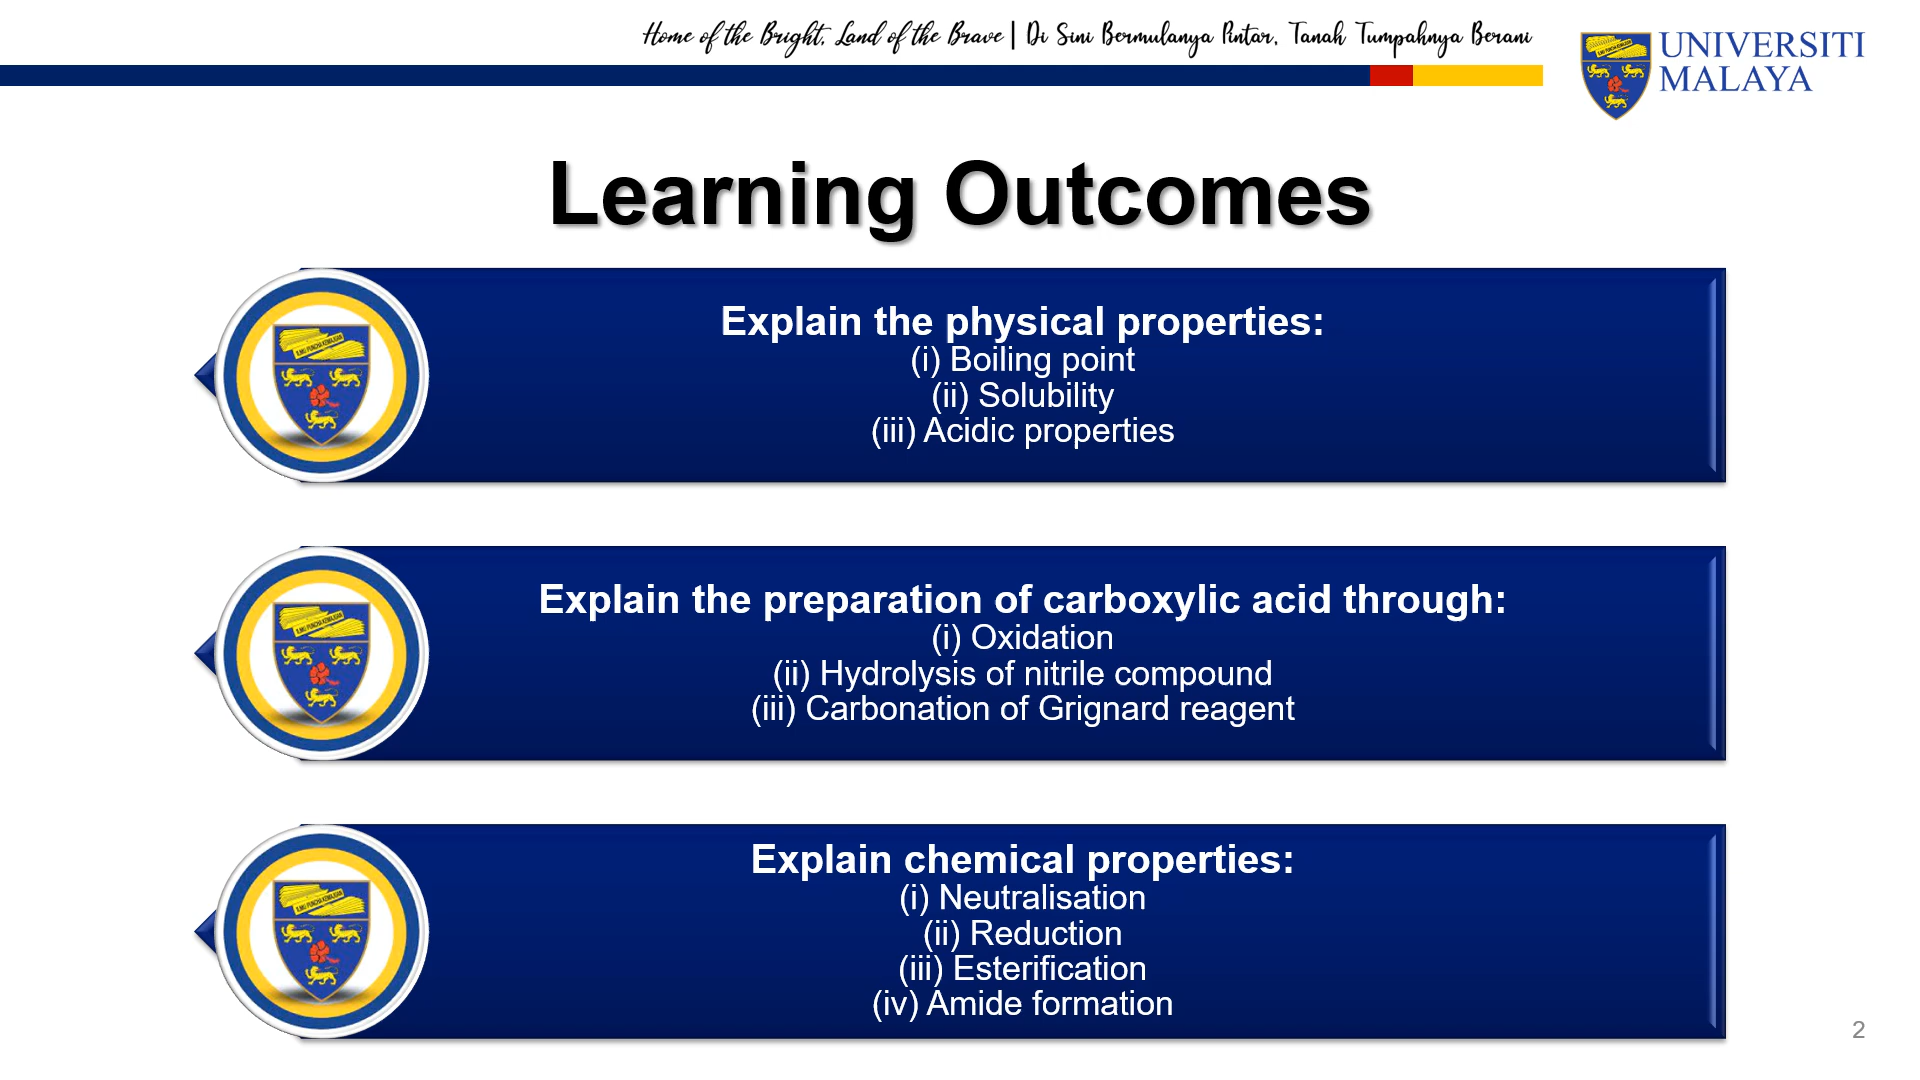 Home of the Bright, Land of the Brave | Di Sini Bermulanya Pintar, Tanah Tumpahnya Berani
UNIVERSITI
MALAYA
Learning Outcomes
Explain the physical properties:
(i) Boiling point
(ii) Solubility
(iii) Acidic properties
Explain the preparation of carboxylic acid through:
(i) Oxidation
(ii) Hydrolysis of nitrile compound
(iii) Carbonation of Grignard reagent
Explain chemical properties:
(i) Neutralisation
(ii) Reduction
(iii) Esterification
(iv) Amide formation
2